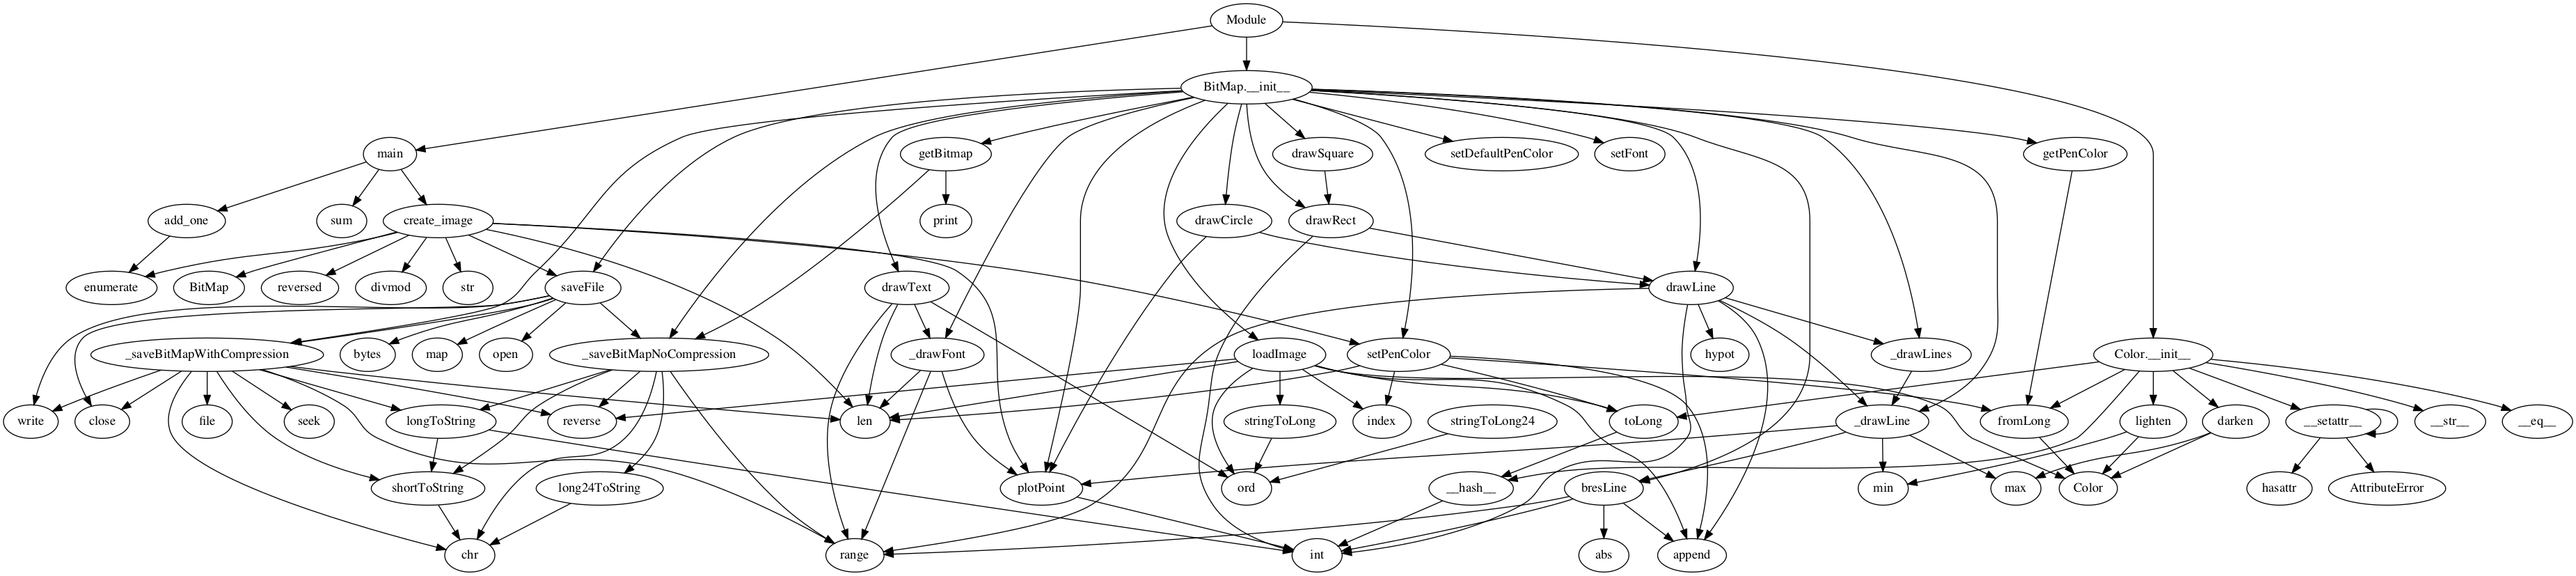 Module
BitMap.__init__
main
getBitmap
drawSquare
setDefaultPenColor
setFont
getPenColor
add_one
sum
create_image
print
drawCircle
drawRect
enumerate
BitMap
reversed
divmod
str
saveFile
drawText
drawLine
_saveBitMapWithCompression
bytes
map
open
_saveBitMapNoCompression
_drawFont
loadImage
setPenColor
hypot
_drawLines
Color.__init__
write
close
file
seek
longToString
reverse
len
stringToLong
index
stringToLong24
toLong
_drawLine
fromLong
lighten
darken
__setattr__
__str__
__eq__
shortToString
long24ToString
plotPoint
ord
__hash__
bresLine
min
max
Color
hasattr
AttributeError
chr
range
int
abs
append